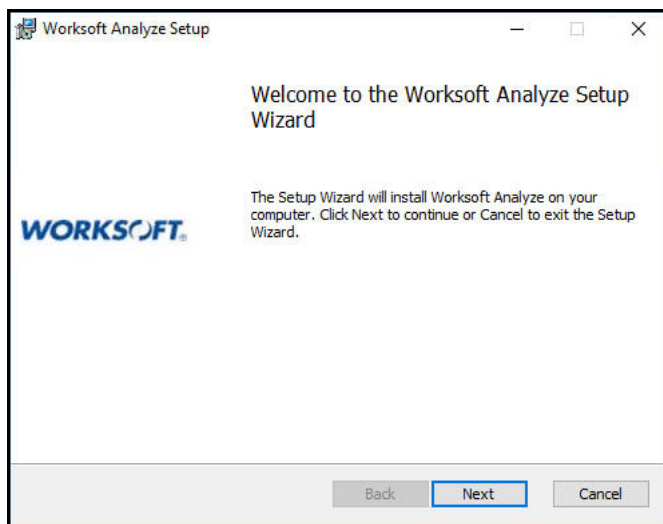 Worksoft Analyze Setup
Welcome to the Worksoft Analyze Setup
Wizard
The Setup Wizard will install Worksoft Analyze on your
computer. Click Next to continue or Cancel to exit the Setup
Wizard.
WORKSOFT®
Back
Next
Cancel